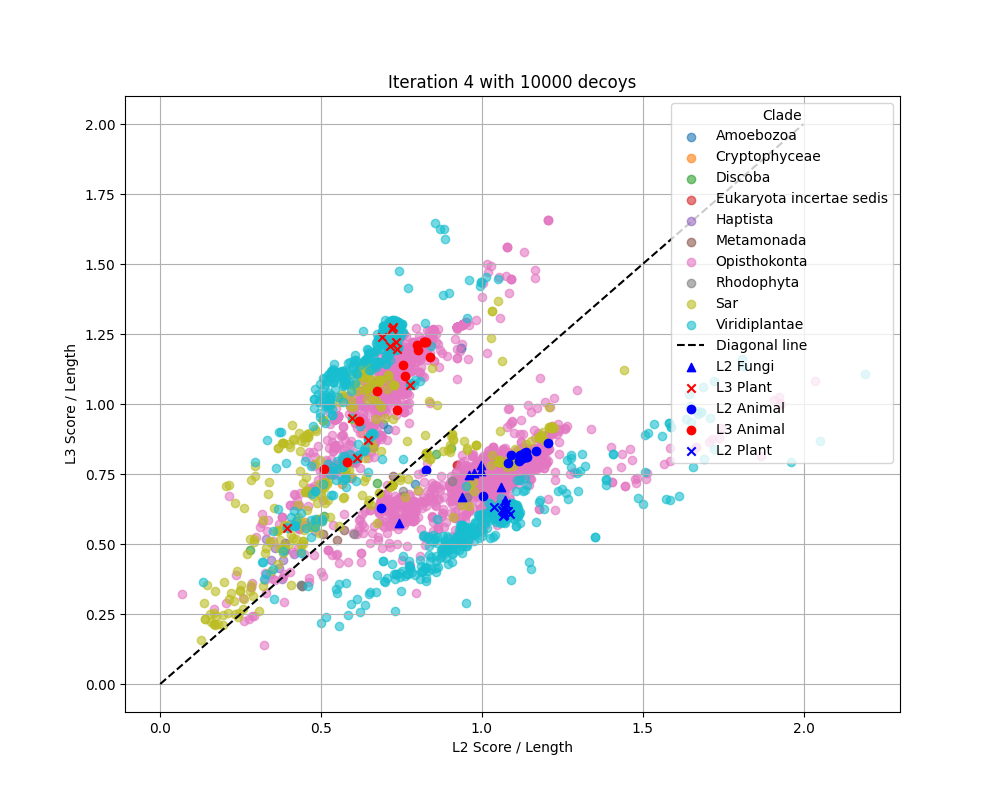 Iteration 4 with 10000 decoys
L3 Score / Length
2.00
1.75
1.50
1.25
1.00
0.75
0.50
0.25
0.00
0.0
0.5
1.0
1.5
2.0
L2 Score / Length
Clade
Amoebozoa
Cryptophyceae
Discoba
Eukaryota incertae sedis
Haptista
Metamonada
Opisthokonta
Rhodophyta
Sar
Viridiplantae
Diagonal line
L2 Fungi
L3 Plant
L2 Animal
L3 Animal
L2 Plant